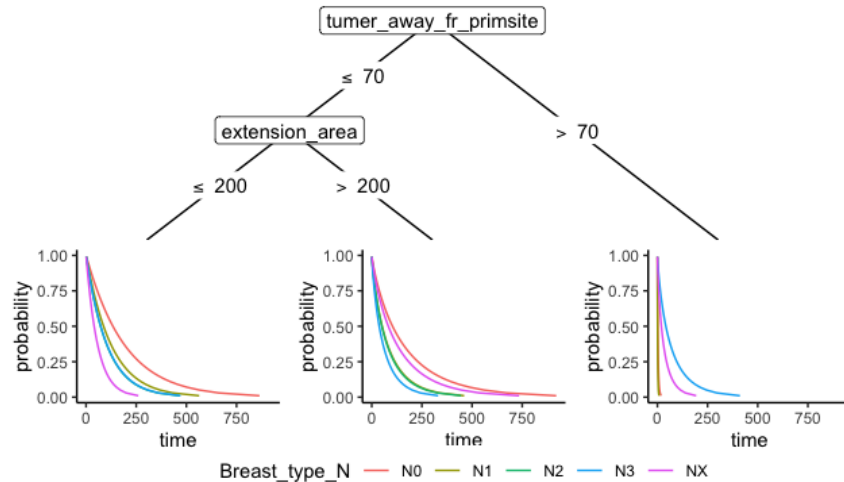 tumer_away_fr_primsite
≤ 70
extension_area
> 70
≤ 200
> 200
1.00
0.75
0.50
0.25
0.00
probability
0 250 500 750
time
1.00
0.75
0.50
0.25
0.00
probability
0 250 500 750
time
1.00
0.75
0.50
0.25
0.00
probability
0 250 500 750
time
Breast_type_N N0 N1 N2 N3 NX